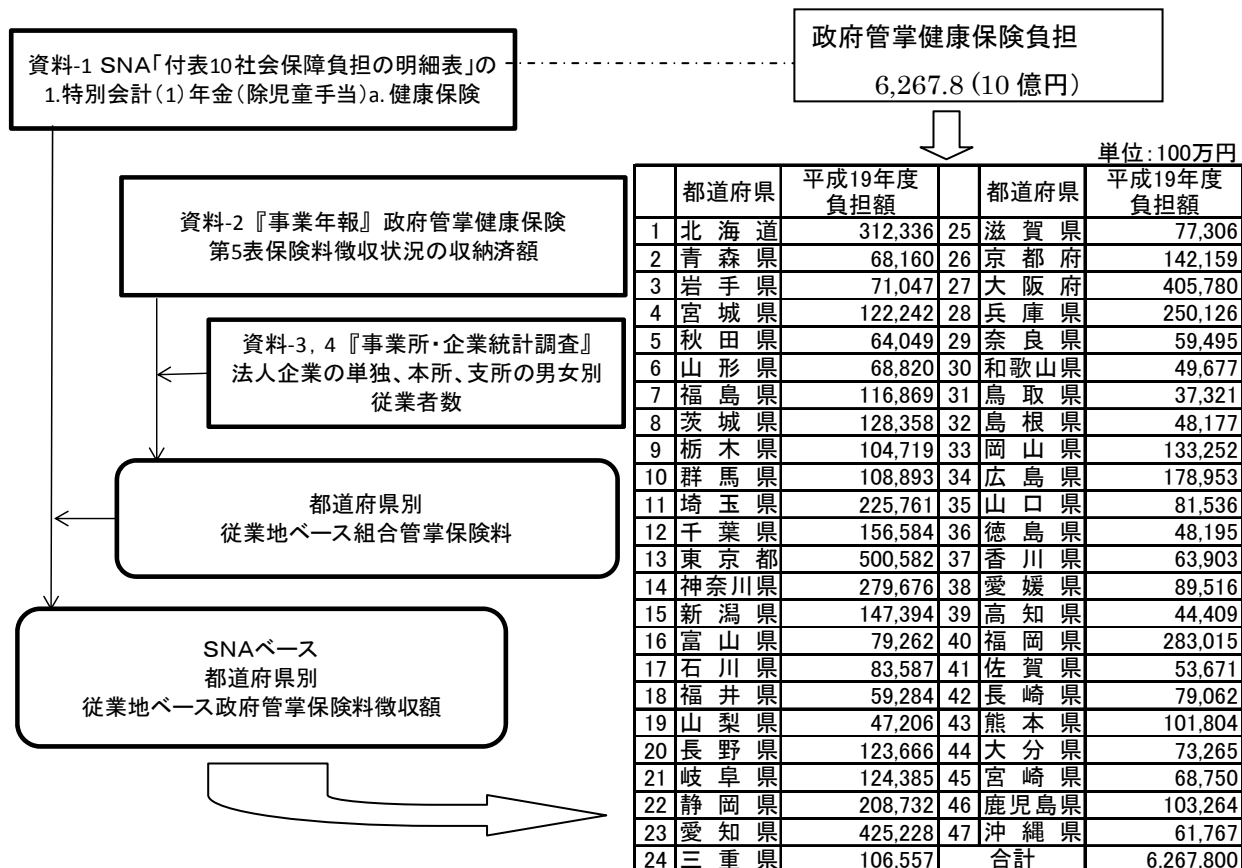 資料-1 SNA「付表10社会保障負担の明細表」の
1.特別会計(1)年金(除児童手当)a.健康保険
政府管掌健康保険負担
6,267.8 (10 億円)
資料-2『事業年報』政府管掌健康保険
第5表保険料徴収状況の収納済額
資料-3, 4 『事業所・企業統計調査』
法人企業の単独、本所、支所の男女別
従業者数
都道府県別
従業地ベース組合管掌保険料
SNAベース
都道府県別
従業地ベース政府管掌保険料徴収額
単位:100万円
都道府県 平成19年度 負担額 都道府県 平成19年度 負担額
1 北海道 312,336 25 滋賀県 77,306
2 青森県 68,160 26 京都府 142,159
3 岩手県 71,047 27 大阪府 405,780
4 宮城県 122,242 28 兵庫県 250,126
5 秋田県 64,049 29 奈良県 59,495
6 山形県 68,820 30 和歌山県 49,677
7 福島県 116,869 31 鳥取県 37,321
8 茨城県 128,358 32 島根県 48,177
9 栃木県 104,719 33 岡山県 133,252
10 群馬県 108,893 34 広島県 178,953
11 埼玉県 225,761 35 山口県 81,536
12 千葉県 156,584 36 徳島県 48,195
13 東京都 500,582 37 香川県 63,903
14 神奈川県 279,676 38 愛媛県 89,516
15 新潟県 147,394 39 高知県 44,409
16 富山県 79,262 40 福岡県 283,015
17 石川県 83,587 41 佐賀県 53,671
18 福井県 59,284 42 長崎県 79,062
19 山梨県 47,206 43 熊本県 101,804
20 長野県 123,666 44 大分県 73,265
21 岐阜県 124,385 45 宮崎県 68,750
22 静岡県 208,732 46 鹿児島県 103,264
23 愛知県 425,228 47 沖縄県 61,767
24 三重県 106,557 合計 6,267,800